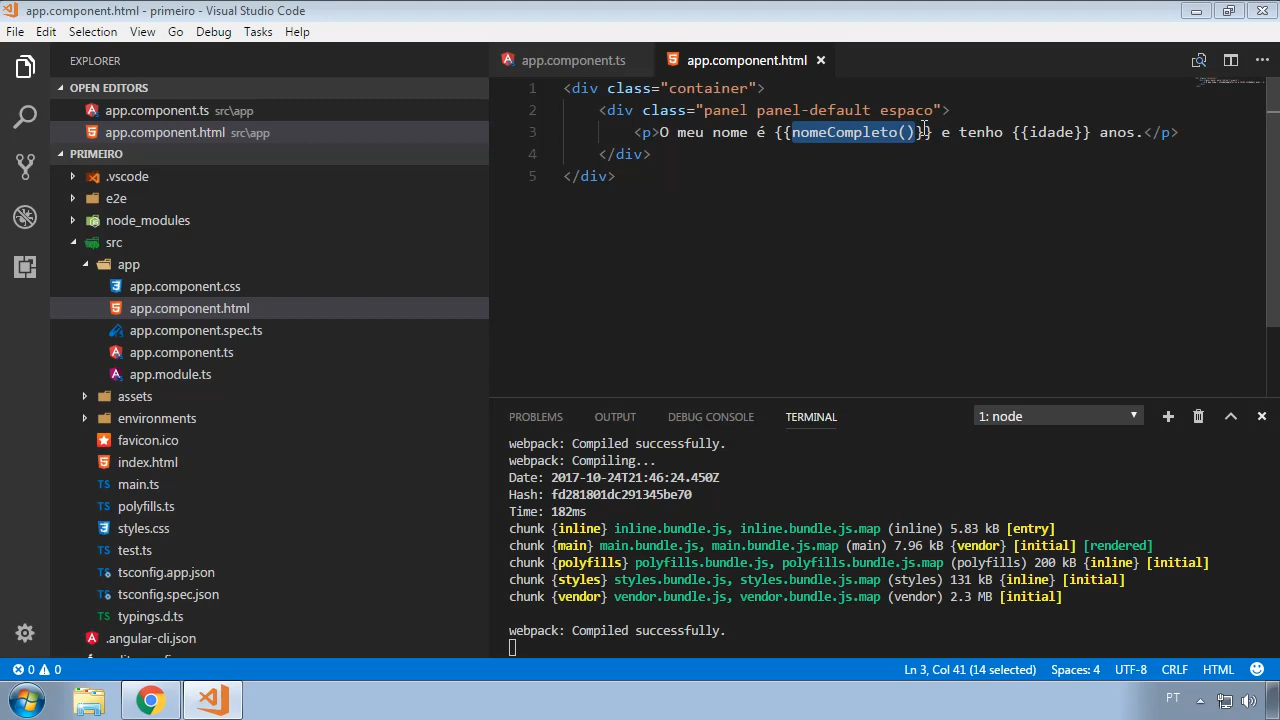 app.component.html - primeiro - Visual Studio Code
File Edit Selection View Go Debug Tasks Help
EXPLORER
OPEN EDITORS
app.component.ts src\app
app.component.html src\app
PRIMEIRO
.vscode
e2e
node_modules
src
app
app.component.css
app.component.html
app.component.spec.ts
app.component.ts
app.module.ts
assets
environments
favicon.ico
index.html
main.ts
polyfills.ts
styles.css
test.ts
tsconfig.app.json
tsconfig.spec.json
typings.d.ts
.angular-cli.json
app.component.ts app.component.html
1 <div class="container">
2 <div class="panel panel-default espaco">
3 <p>O meu nome é {{nomeCompleto()}} e tenho {{idade}} anos.</p>
4 </div>
5 </div>
PROBLEMS OUTPUT DEBUG CONSOLE TERMINAL 1: node
webpack: Compiled successfully.
webpack: Compiling...
Date: 2017-10-24T21:46:24.450Z
Hash: fd281801dc291345be70
Time: 182ms
chunk {inline} inline.bundle.js, inline.bundle.js.map (inline) 5.83 kB [entry]
chunk {main} main.bundle.js, main.bundle.js.map (main) 7.96 kB {vendor} [initial] [rendered]
chunk {polyfills} polyfills.bundle.js, polyfills.bundle.js.map (polyfills) 200 kB {inline} [initial]
chunk {styles} styles.bundle.js, styles.bundle.js.map (styles) 131 kB {inline} [initial]
chunk {vendor} vendor.bundle.js, vendor.bundle.js.map (vendor) 2.3 MB [initial]
webpack: Compiled successfully.
0 0 Ln 3, Col 41 (14 selected) Spaces: 4 UTF-8 CRLF HTML
PT